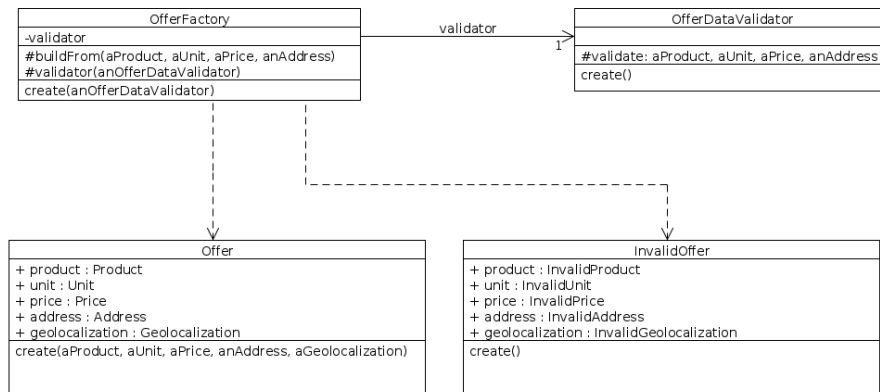 OfferFactory
-validator
#buildFrom(aProduct, aUnit, aPrice, anAddress)
#validator(anOfferDataValidator)
create(anOfferDataValidator)
validator
1
OfferDataValidator
#validate: aProduct, aUnit, aPrice, anAddress
create()
Offer
+ product : Product
+ unit : Unit
+ price : Price
+ address : Address
+ geolocalization : Geolocalization
create(aProduct, aUnit, aPrice, anAddress, aGeolocalization)
InvalidOffer
+ product : InvalidProduct
+ unit : InvalidUnit
+ price : InvalidPrice
+ address : InvalidAddress
+ geolocalization : InvalidGeolocalization
create()